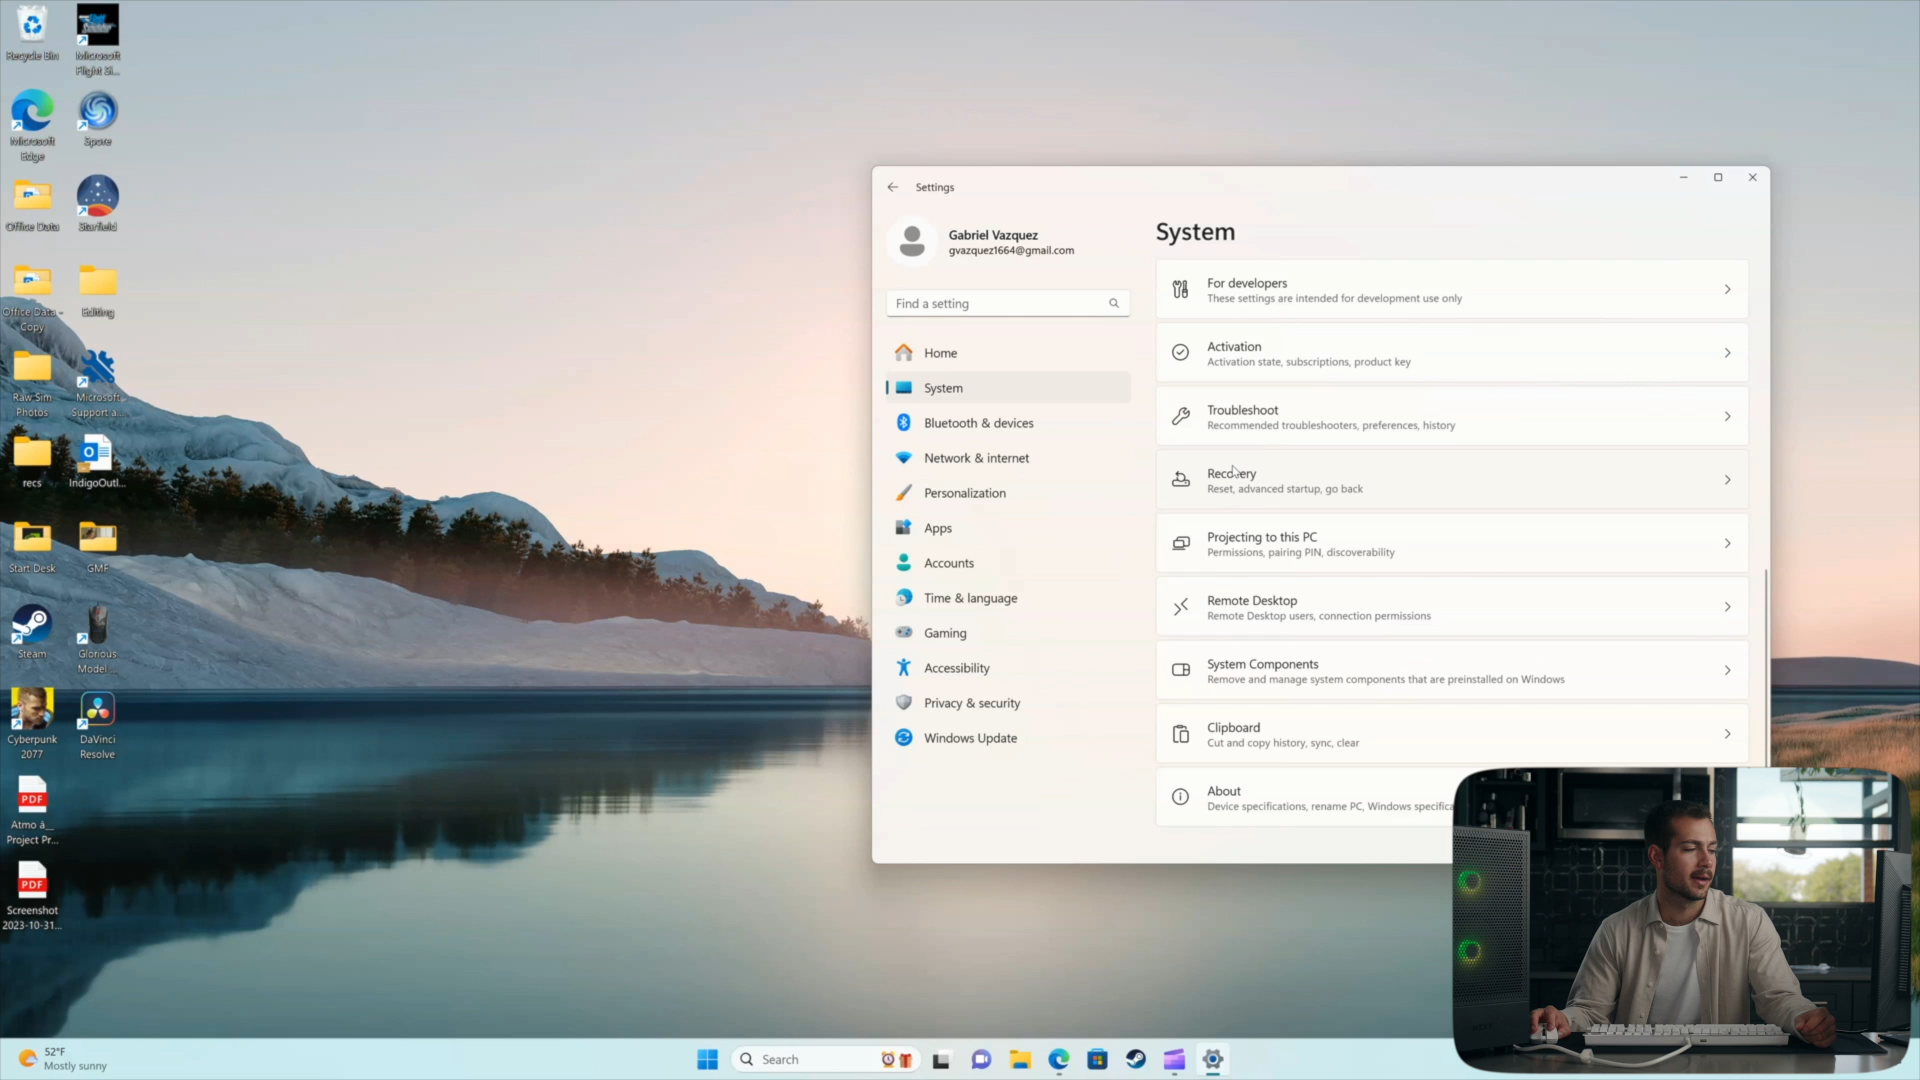 Recycle Bin
Microsoft
Flight Si...
Microsoft
Edge
Spore
Office Data
Starfield
Office Data -
Copy
Editing
Raw Sim
Photos
Microsoft
Support a...
recs
IndigoOutl...
Start Desk
GMF
Steam
Glorious
Model ...
Cyberpunk
2077
DaVinci
Resolve
PDF
Atmo â__
Project Pr...
PDF
Screenshot
2023-10-31...
Settings
Gabriel Vazquez
gvazquez1664@gmail.com
Find a setting
Home
System
Bluetooth & devices
Network & internet
Personalization
Apps
Accounts
Time & language
Gaming
Accessibility
Privacy & security
Windows Update
System
For developers
These settings are intended for development use only
Activation
Activation state, subscriptions, product key
Troubleshoot
Recommended troubleshooters, preferences, history
Recovery
Reset, advanced startup, go back
Projecting to this PC
Permissions, pairing PIN, discoverability
Remote Desktop
Remote Desktop users, connection permissions
System Components
Remove and manage system components that are preinstalled on Windows
Clipboard
Cut and copy history, sync, clear
About
Device specifications, rename PC, Windows specifica
52°F
Mostly sunny
Search